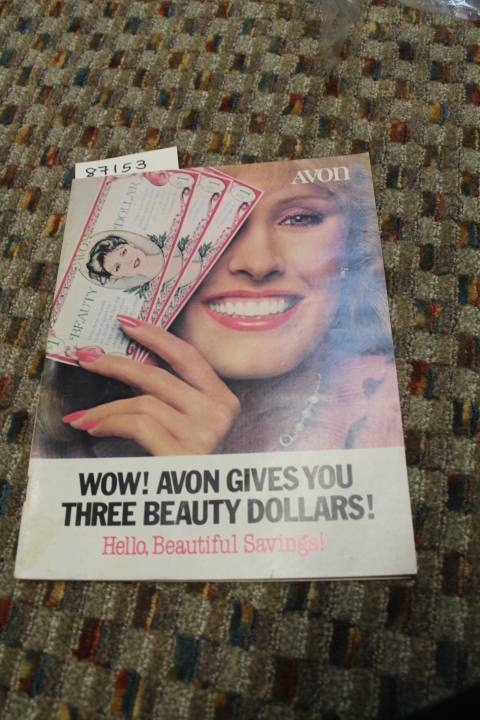 87153
AVON
BEAUTY DOLLAR
WOW! AVON GIVES YOU
THREE BEAUTY DOLLARS!
Hello, Beautiful Savings!